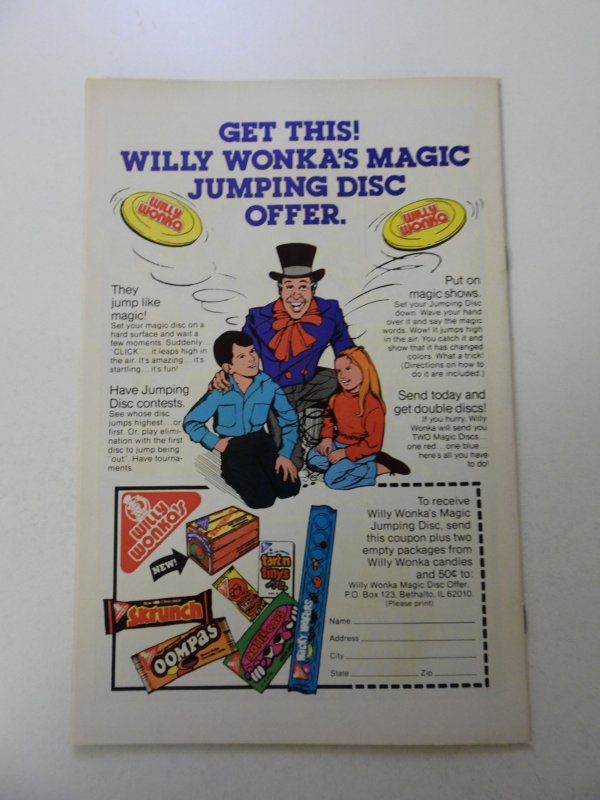 GET THIS!
WILLY WONKA'S MAGIC
JUMPING DISC
OFFER.
WILLY
WONKA
WILLY
WONKA
They
jump like
magic!
Set your magic disc on a
hard surface and wait a
few moments. Suddenly
"CLICK"... it leaps high in
the air. It's amazing...it's
startling...it's fun!
Have Jumping
Disc contests.
See whose disc
jumps highest...or
first. Or, play elimi-
nation with the first
disc to jump being
"out". Have tourna-
ments.
Put on
magic shows.
Set your Jumping Disc
down. Wave your hand
over it and say the magic
words. Wow! It jumps high
in the air. You catch it and
show that it has changed
colors. What a trick!
(Directions on how to
do it are included.)
Send today and
get double discs!
If you hurry, Willy
Wonka will send you
TWO Magic Discs...
one red...one blue...
here's all you have
to do!
WILLY
WONKA'S
NEW!
tart n
tinys
Skrunch
OOMPAS
WACKY WAFERS
To receive
Willy Wonka's Magic
Jumping Disc, send
this coupon plus two
empty packages from
Willy Wonka candies
and 50¢ to:
Willy Wonka Magic Disc Offer,
P.O. Box 123, Bethalto, IL 62010.
(Please print)
Name
Address
City
State Zip